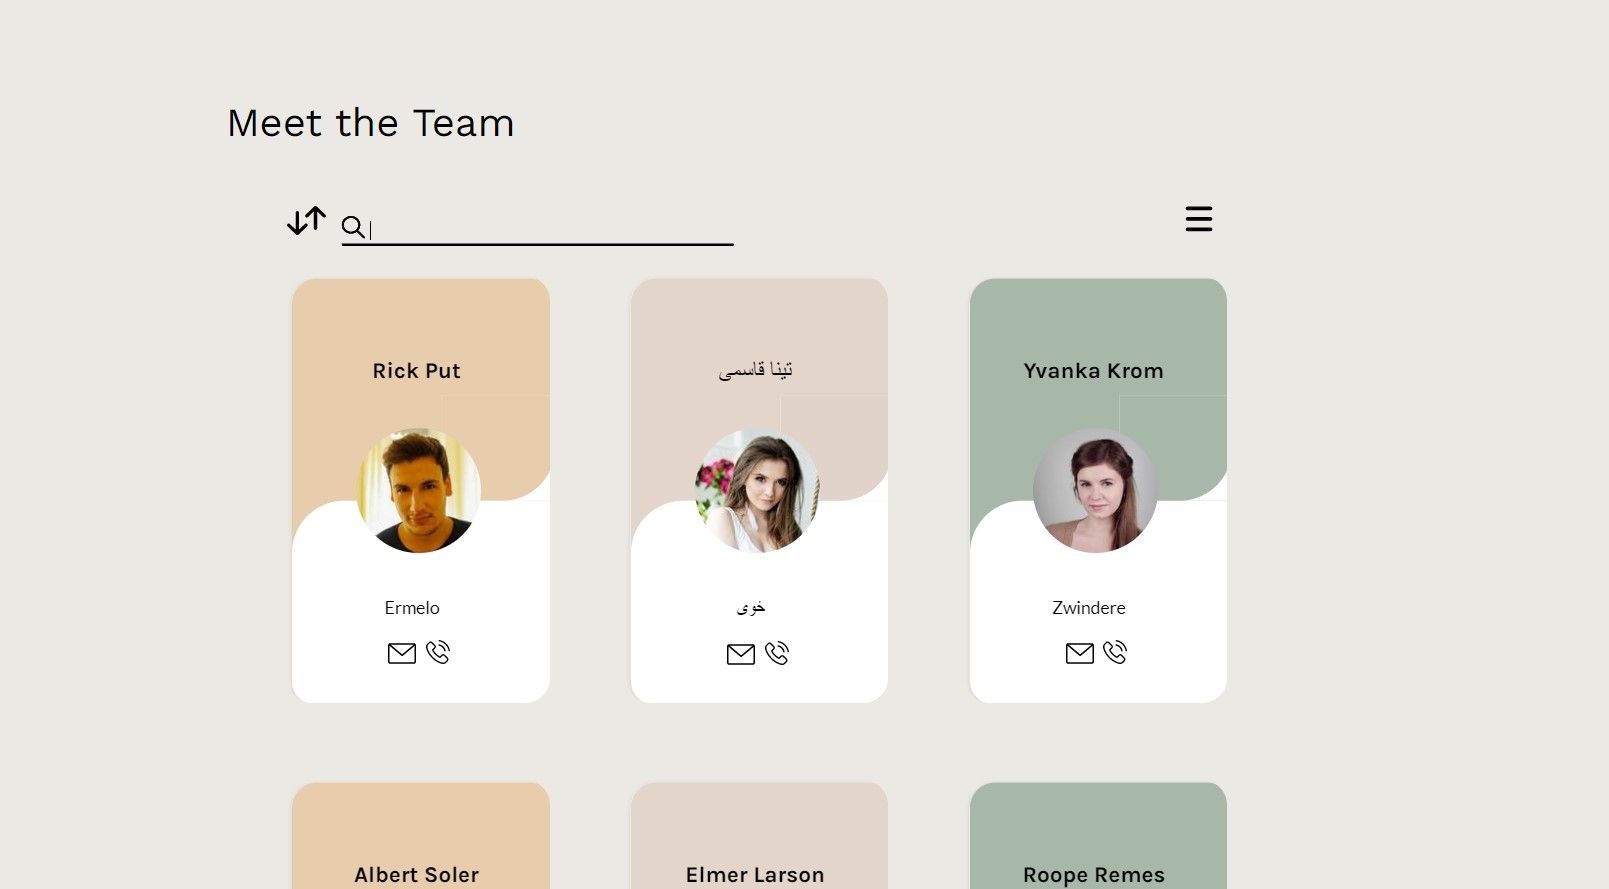 Meet the Team
Rick Put
تینا قاسمی
Yvanka Krom
Ermelo
خوی
Zwindere
Albert Soler
Elmer Larson
Roope Remes